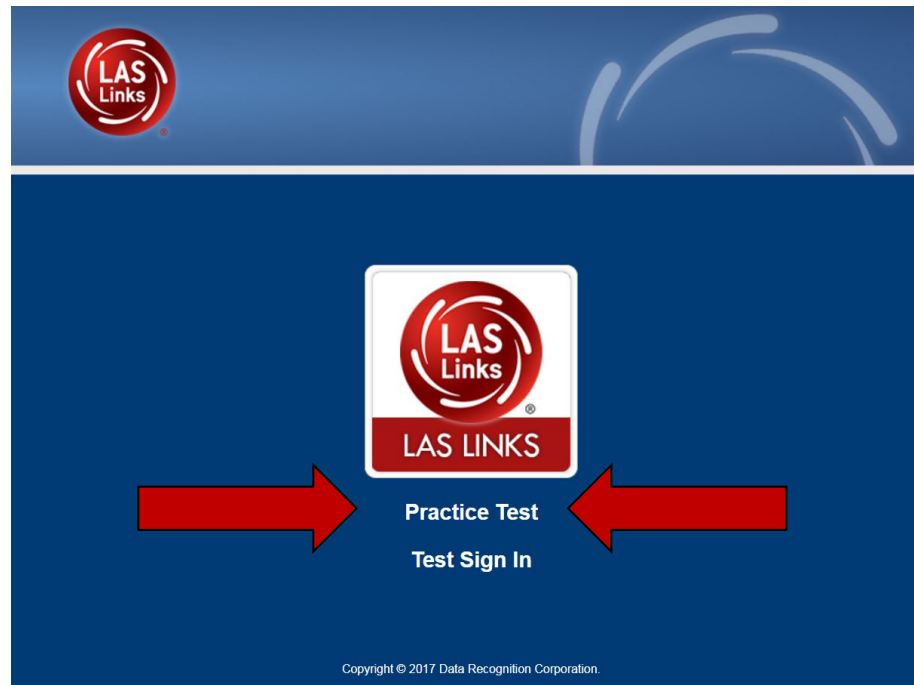 LAS
Links
®
LAS
Links
®
LAS LINKS
Practice Test
Test Sign In
Copyright © 2017 Data Recognition Corporation.